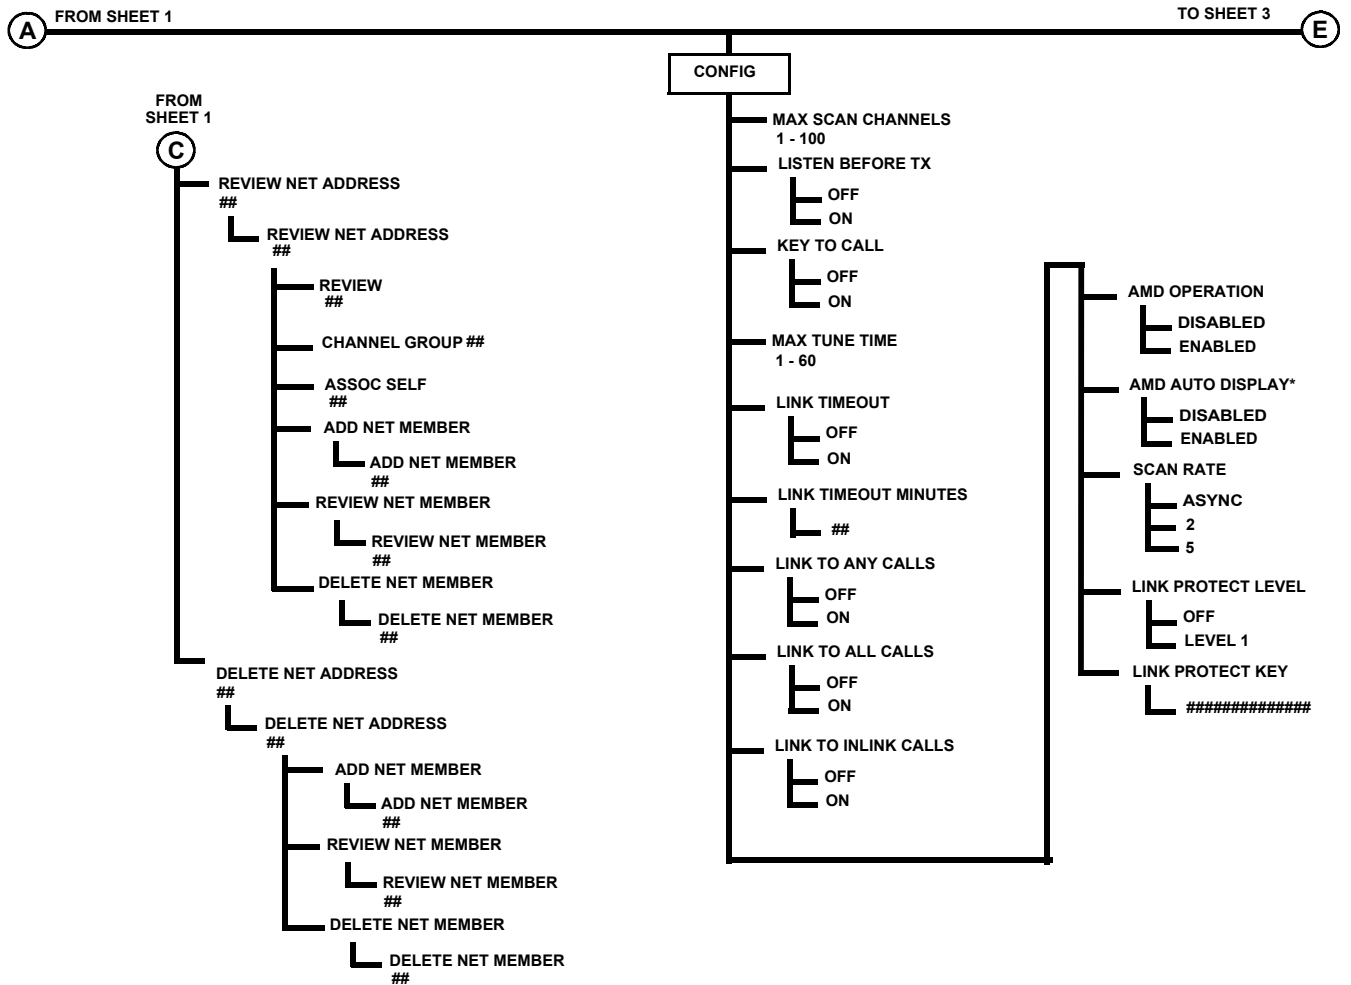 FROM SHEET 1
TO SHEET 3
A
E
CONFIG
FROM
SHEET 1
C
REVIEW NET ADDRESS
##
REVIEW NET ADDRESS
##
REVIEW
##
CHANNEL GROUP ##
ASSOC SELF
##
ADD NET MEMBER
ADD NET MEMBER
##
REVIEW NET MEMBER
REVIEW NET MEMBER
##
DELETE NET MEMBER
DELETE NET MEMBER
##
DELETE NET ADDRESS
##
DELETE NET ADDRESS
##
ADD NET MEMBER
ADD NET MEMBER
##
REVIEW NET MEMBER
REVIEW NET MEMBER
##
DELETE NET MEMBER
DELETE NET MEMBER
##
MAX SCAN CHANNELS
1 - 100
LISTEN BEFORE TX
OFF
ON
KEY TO CALL
OFF
ON
MAX TUNE TIME
1 - 60
LINK TIMEOUT
OFF
ON
LINK TIMEOUT MINUTES
##
LINK TO ANY CALLS
OFF
ON
LINK TO ALL CALLS
OFF
ON
LINK TO INLINK CALLS
OFF
ON
AMD OPERATION
DISABLED
ENABLED
AMD AUTO DISPLAY*
DISABLED
ENABLED
SCAN RATE
ASYNC
2
5
LINK PROTECT LEVEL
OFF
LEVEL 1
LINK PROTECT KEY
##############